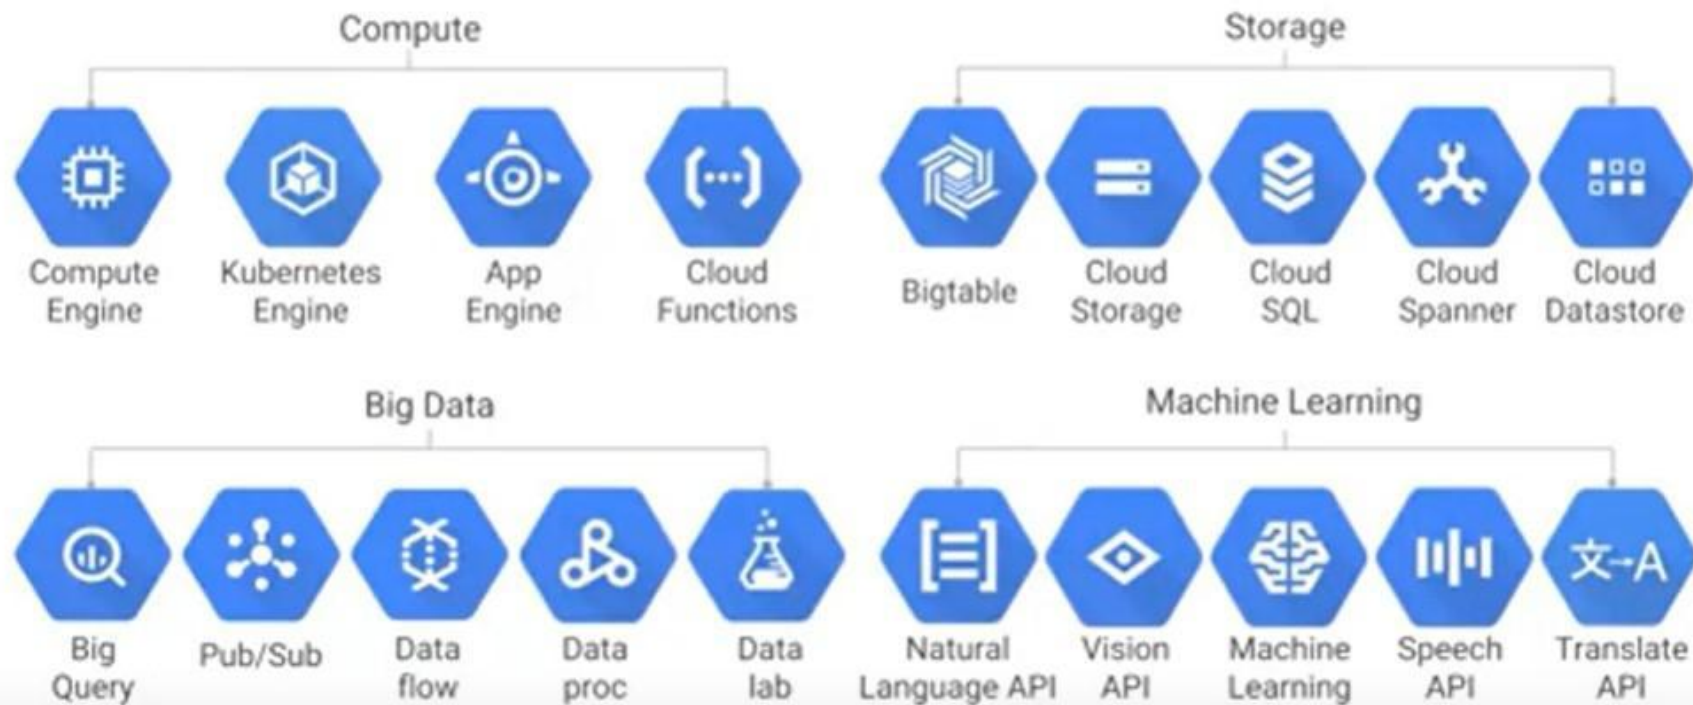 Compute
Compute
Engine
Kubernetes
Engine
App
Engine
Cloud
Functions
Storage
Bigtable
Cloud
Storage
Cloud
SQL
Cloud
Spanner
Cloud
Datastore
Big Data
Big
Query
Pub/Sub
Data
flow
Data
proc
Data
lab
Machine Learning
Natural
Language API
Vision
API
Machine
Learning
Speech
API
文→A
Translate
API